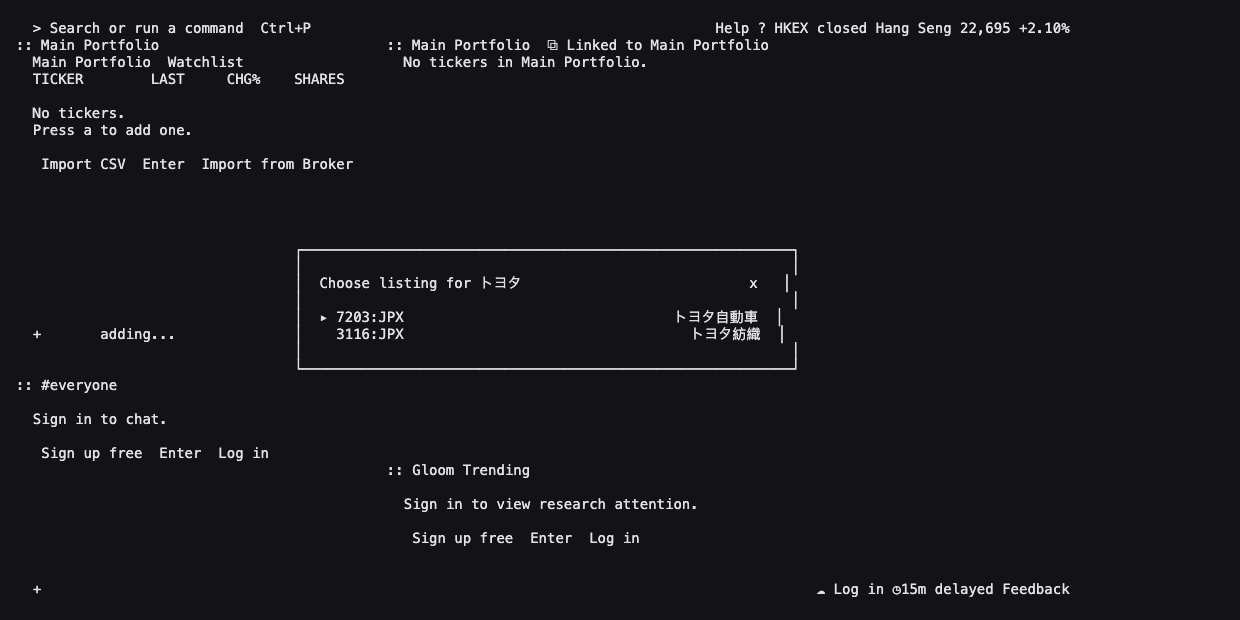 > Search or run a command  Ctrl+P    Help ? HKEX closed Hang Seng 22,695 +2.10%
:: Main Portfolio    :: Main Portfolio  ⧉ Linked to Main Portfolio
Main Portfolio  Watchlist    No tickers in Main Portfolio.
TICKER    LAST    CHG%    SHARES
No tickers.
Press a to add one.
Import CSV  Enter  Import from Broker
Choose listing for トヨタ    x
▸ 7203:JPX    トヨタ自動車
+    adding...    3116:JPX    トヨタ紡織
:: #everyone
Sign in to chat.
Sign up free  Enter  Log in
:: Gloom Trending
Sign in to view research attention.
Sign up free  Enter  Log in
+    ☁ Log in ◷15m delayed Feedback